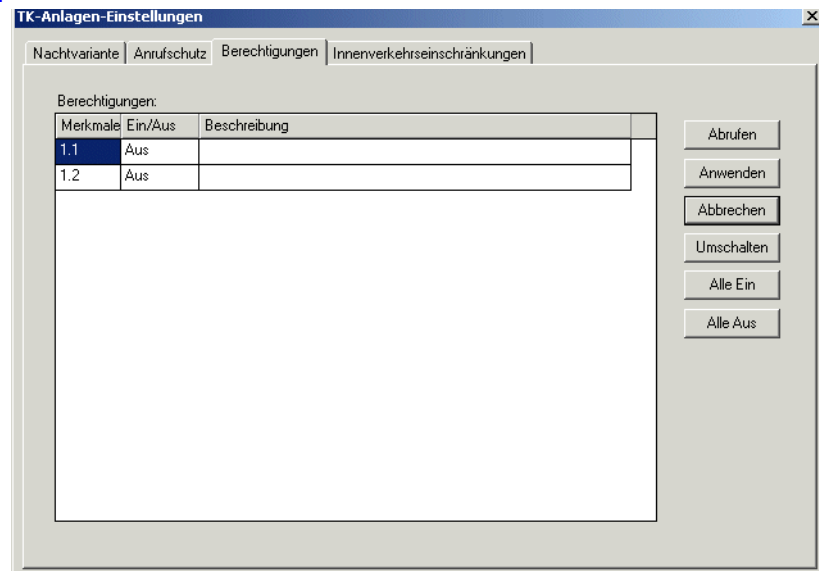 TK-Anlagen-Einstellungen
Nachtvariante Anrufschutz Berechtigungen Innenverkehrseinschränkungen
Berechtigungen:
Merkmale Ein/Aus Beschreibung
1.1 Aus
1.2 Aus
Abrufen
Anwenden
Abbrechen
Umschalten
Alle Ein
Alle Aus